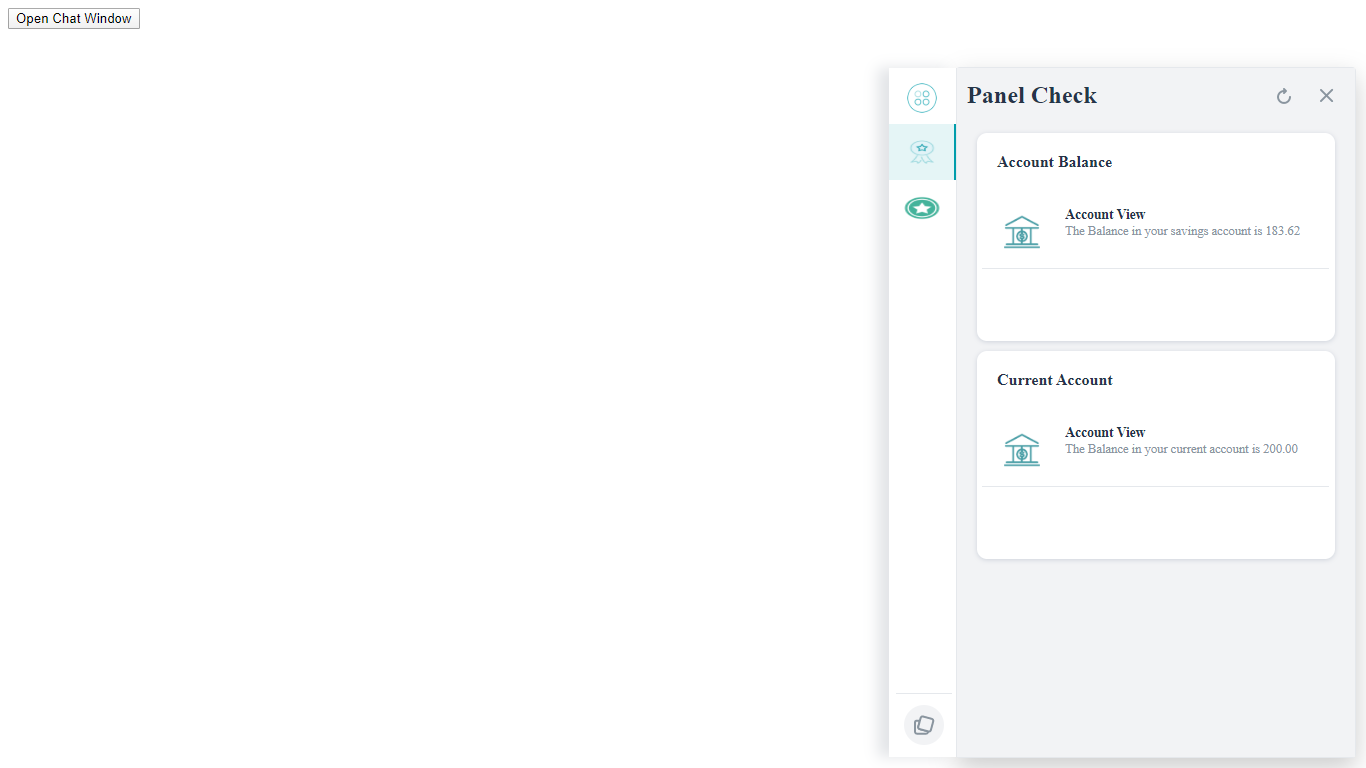 Open Chat Window
Panel Check
Account Balance
Account View
The Balance in your savings account is 183.62
Current Account
Account View
The Balance in your current account is 200.00